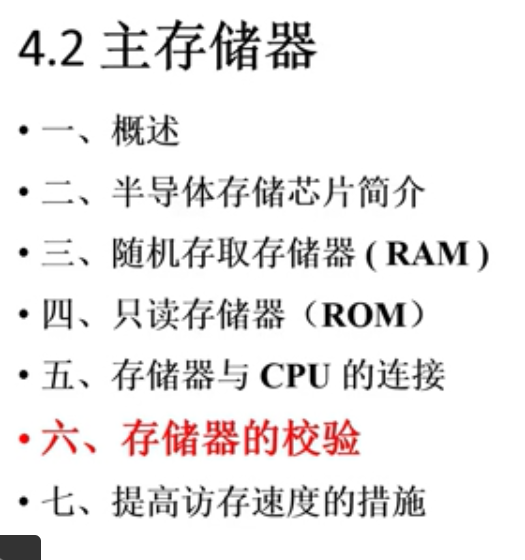 4.2 主存储器
• 一、概述
• 二、半导体存储芯片简介
• 三、随机存取存储器 ( RAM )
• 四、只读存储器（ROM）
• 五、存储器与 CPU 的连接
• 六、存储器的校验
• 七、提高访存速度的措施